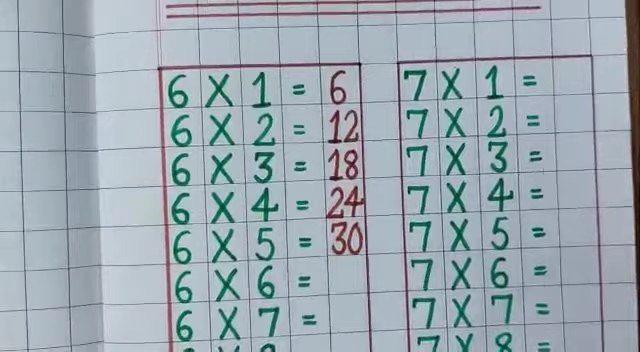 6 X 1 = 6
6 X 2 = 12
6 X 3 = 18
6 X 4 = 24
6 X 5 = 30
6 X 6 =
6 X 7 =
7 X 1 =
7 X 2 =
7 X 3 =
7 X 4 =
7 X 5 =
7 X 6 =
7 X 7 =
7 X 8 =